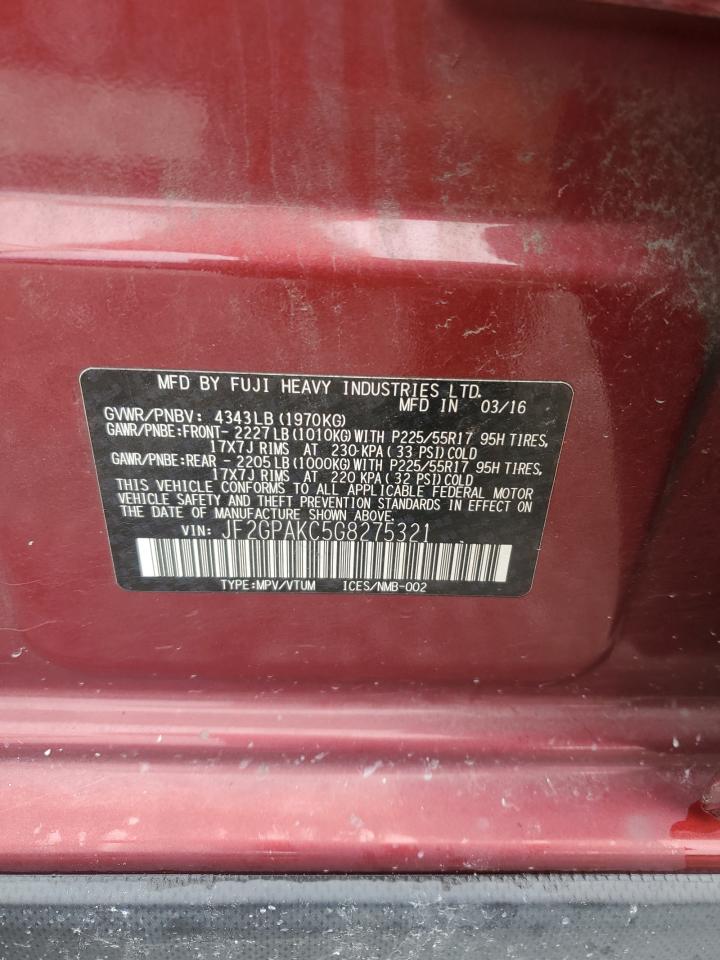 MFD BY FUJI HEAVY INDUSTRIES LTD.
MFD IN 03/16
GVWR/PNBV: 4343LB (1970KG)
GAWR/PNBE:FRONT- 2227LB (1010KG) WITH P225/55R17 95H TIRES,
17X7J RIMS AT 230 KPA ( 33 PSI) COLD
GAWR/PNBE:REAR - 2205LB (1000KG) WITH P225/55R17 95H TIRES,
17X7J RIMS AT 220 KPA ( 32 PSI) COLD
THIS VEHICLE CONFORMS TO ALL APPLICABLE FEDERAL MOTOR
VEHICLE SAFETY AND THEFT PREVENTION STANDARDS IN EFFECT ON
THE DATE OF MANUFACTURE SHOWN ABOVE.
VIN: JF2GPAKC5G8275321
TYPE:MPV/VTUM ICES/NMB-002